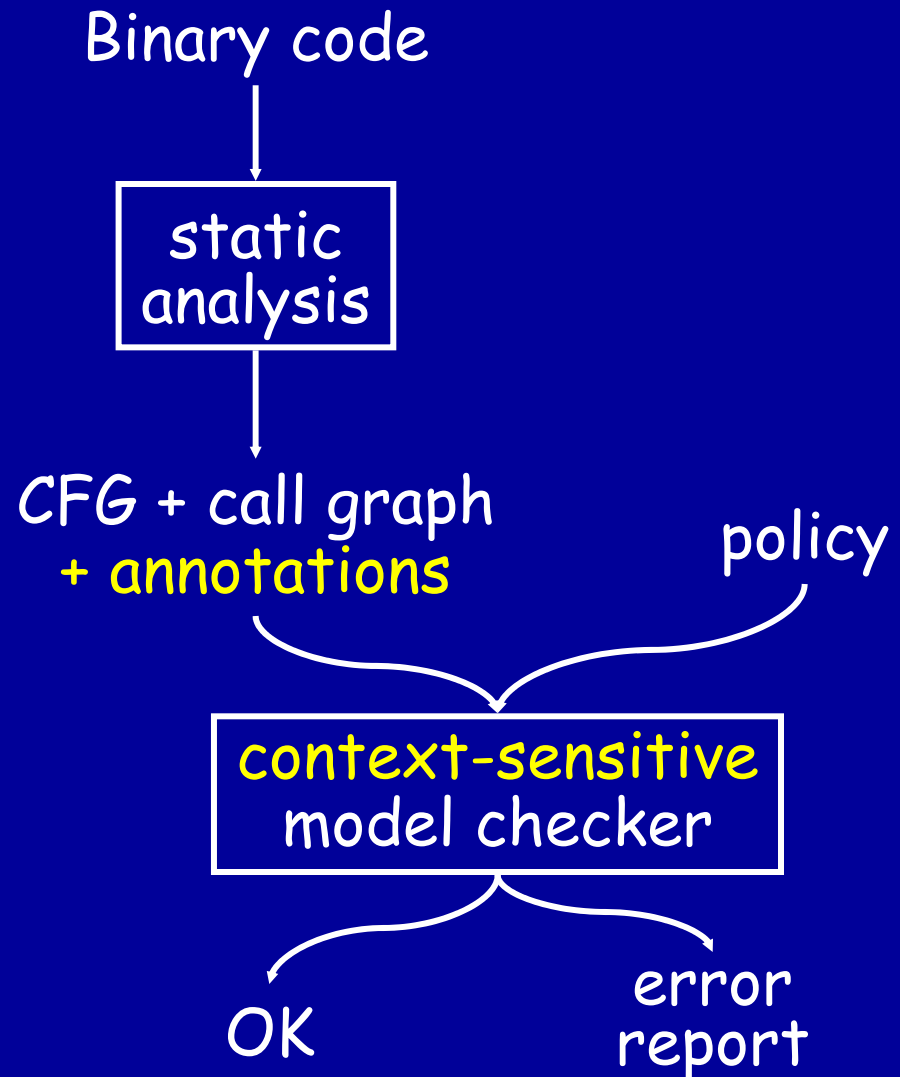 Binary code
static
analysis
CFG + call graph
+ annotations
policy
context-sensitive
model checker
OK
error
report